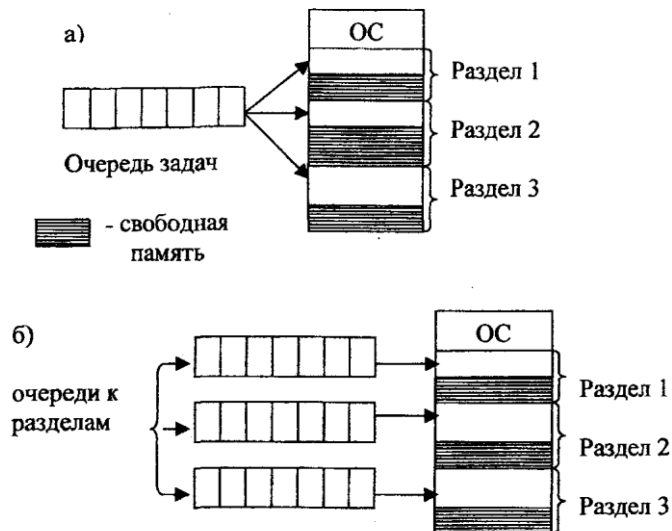 а)
ОС
Раздел 1
Раздел 2
Очередь задач
Раздел 3
- свободная
память
б)
ОС
очереди к
разделам
Раздел 1
Раздел 2
Раздел 3